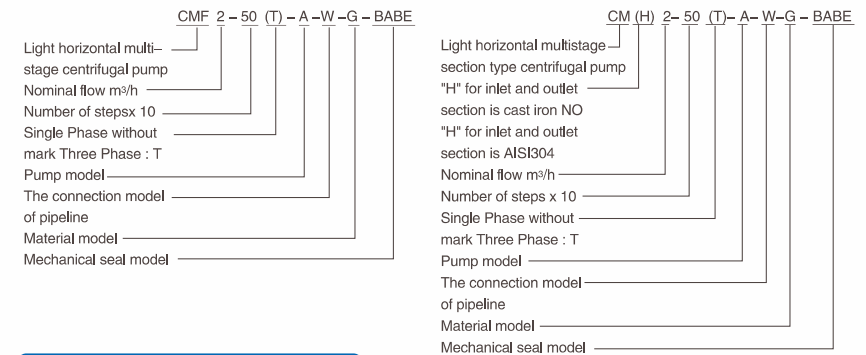 CMF 2 – 50 (T) – A – W – G – BABE
Light horizontal multi–
stage centrifugal pump
Nominal flow m³/h
Number of stepsx 10
Single Phase without
mark Three Phase : T
Pump model
The connection model
of pipeline
Material model
Mechanical seal model
CM (H) 2– 50 (T)– A– W–G – BABE
Light horizontal multistage
section type centrifugal pump
"H" for inlet and outlet
section is cast iron NO
"H" for inlet and outlet
section is AISI304
Nominal flow m³/h
Number of steps x 10
Single Phase without
mark Three Phase : T
Pump model
The connection model
of pipeline
Material model
Mechanical seal model